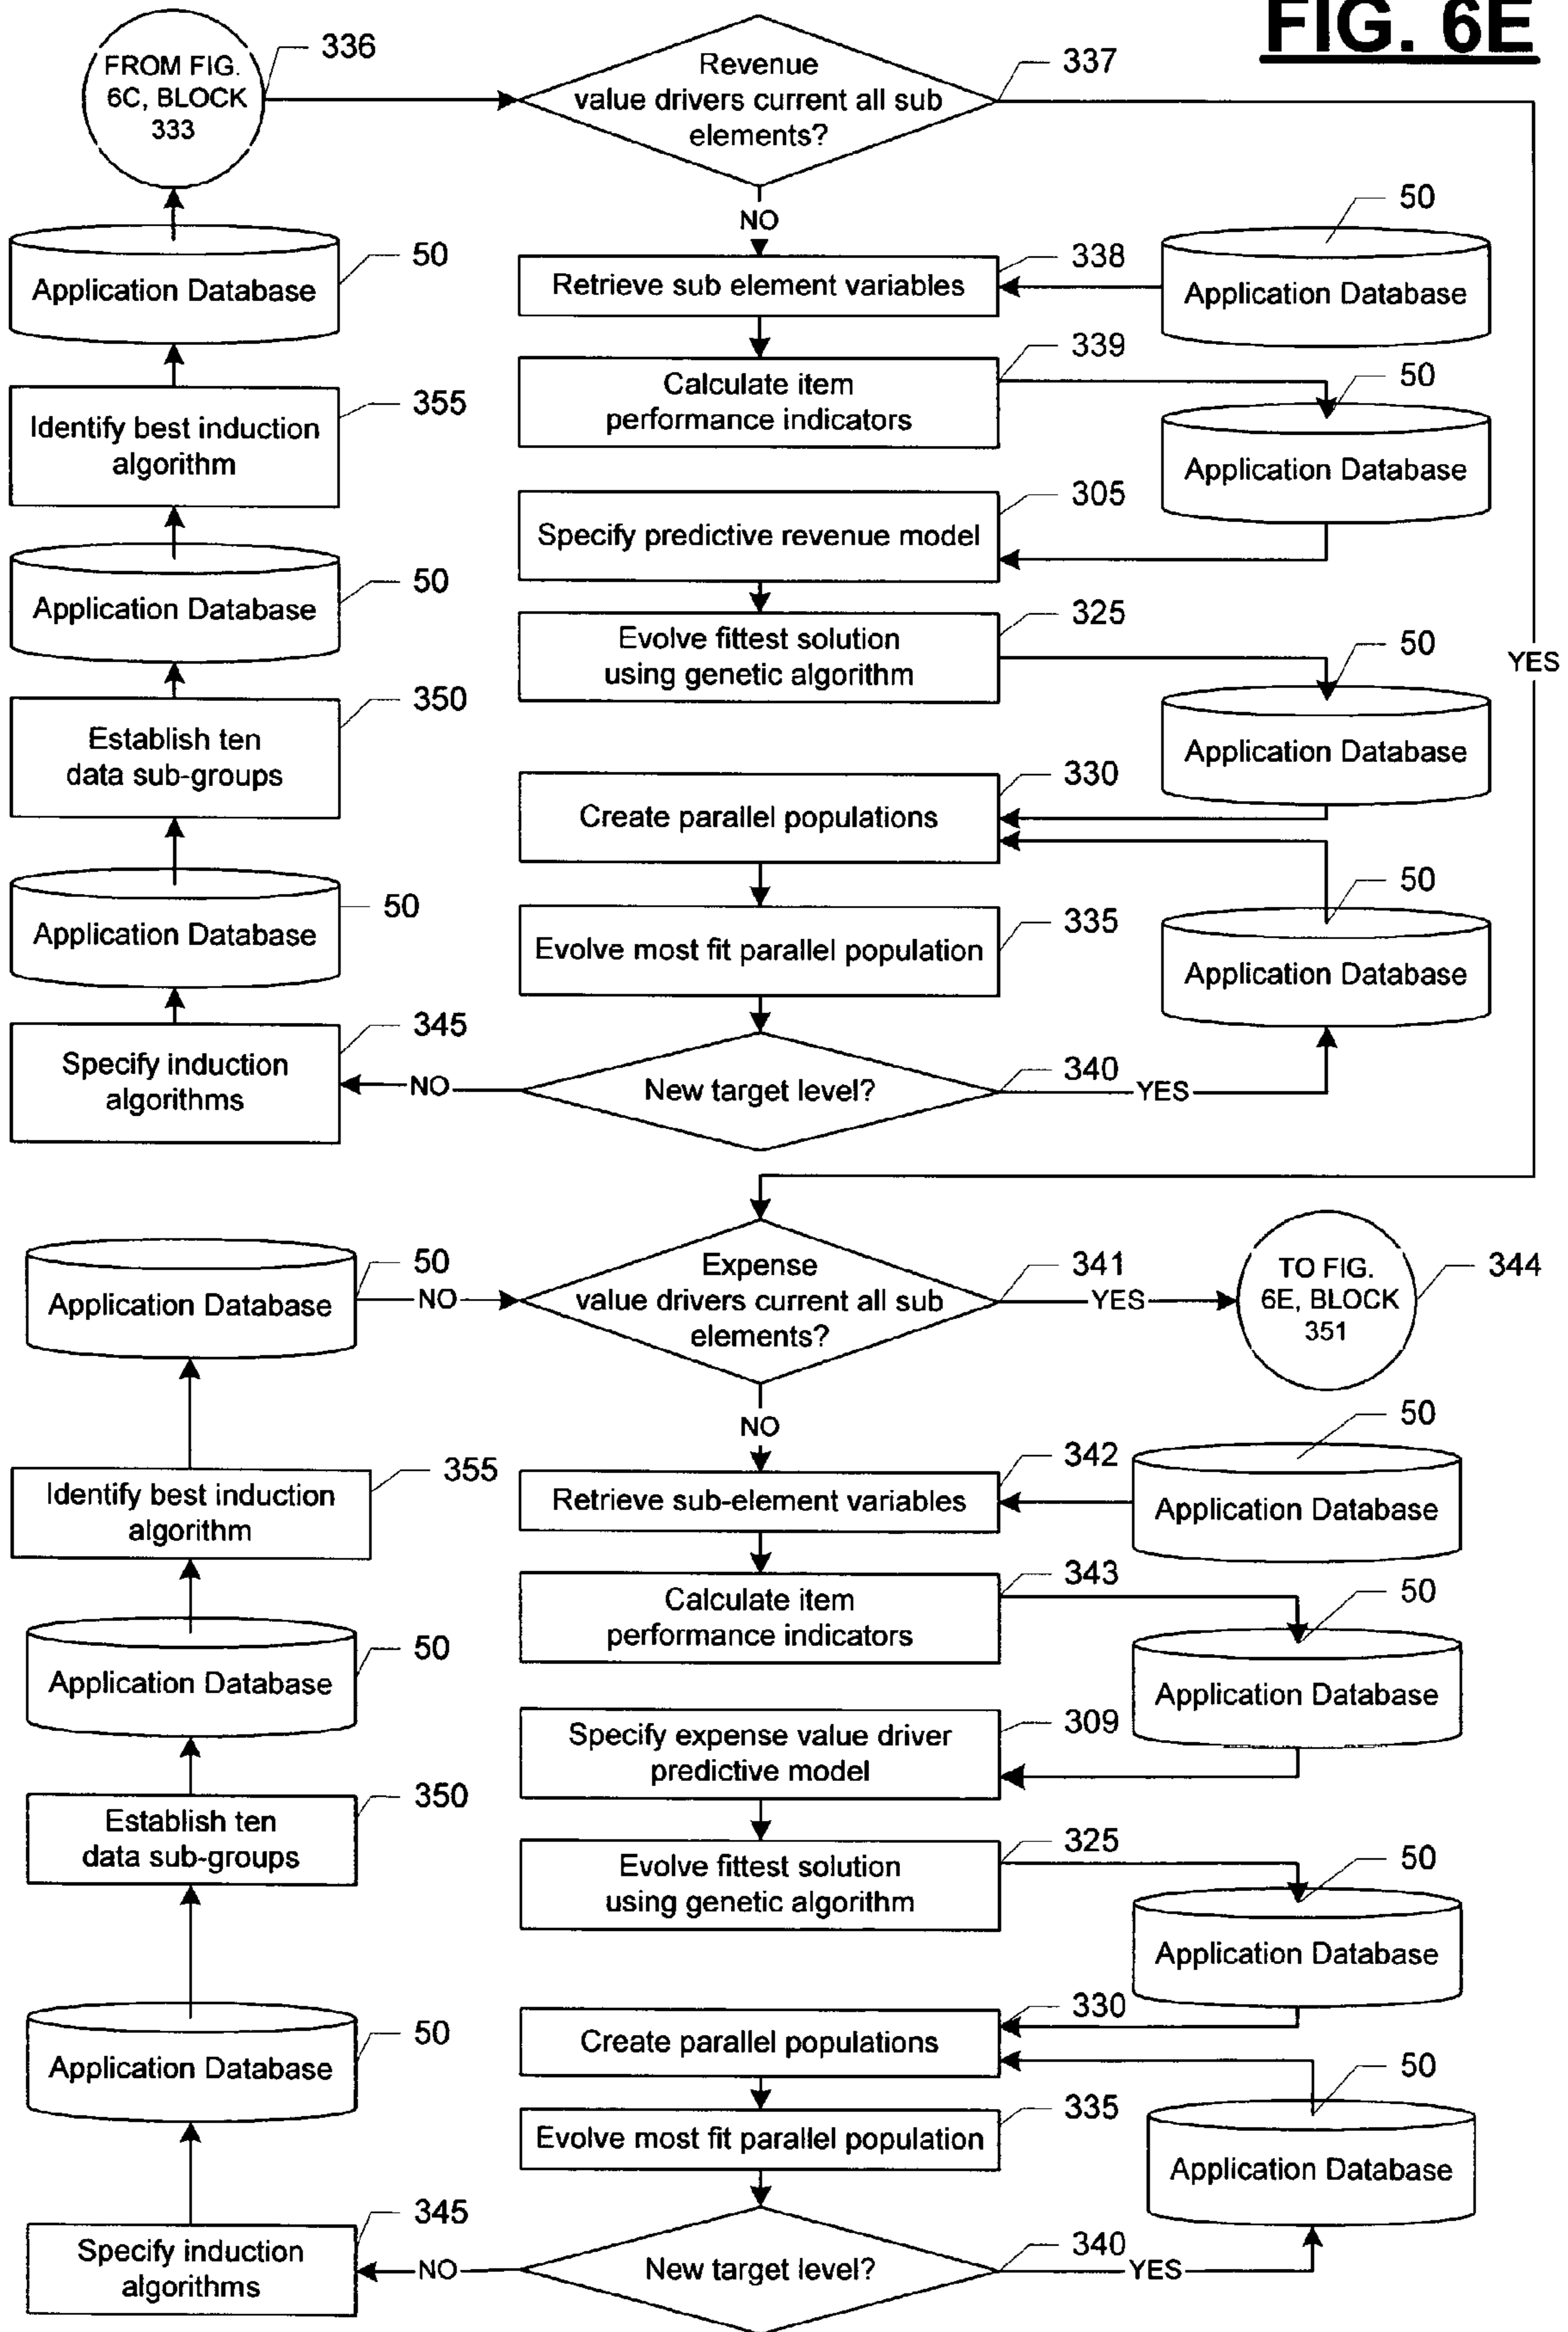 FIG. 6E
FROM FIG.
6C, BLOCK
333
336
Revenue
value drivers current all sub
elements?
337
NO
YES
50
Application Database
338
Retrieve sub element variables
50
Application Database
339
Calculate item
performance indicators
50
Application Database
355
Identify best induction
algorithm
305
Specify predictive revenue model
50
Application Database
325
Evolve fittest solution
using genetic algorithm
50
Application Database
350
Establish ten
data sub-groups
330
Create parallel populations
50
Application Database
335
Evolve most fit parallel population
50
Application Database
345
Specify induction
algorithms
NO
New target level?
340
YES
50
Application Database
NO
Expense
value drivers current all sub
elements?
341
YES
TO FIG.
6E, BLOCK
351
344
NO
50
Application Database
342
Retrieve sub-element variables
355
Identify best induction
algorithm
343
Calculate item
performance indicators
50
Application Database
50
Application Database
309
Specify expense value driver
predictive model
350
Establish ten
data sub-groups
325
Evolve fittest solution
using genetic algorithm
50
Application Database
50
Application Database
330
Create parallel populations
50
Application Database
335
Evolve most fit parallel population
345
Specify induction
algorithms
NO
New target level?
340
YES